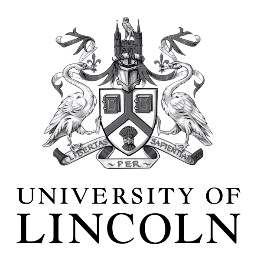 LIBERTAS PER SAPIENTIAM
UNIVERSITY OF
LINCOLN